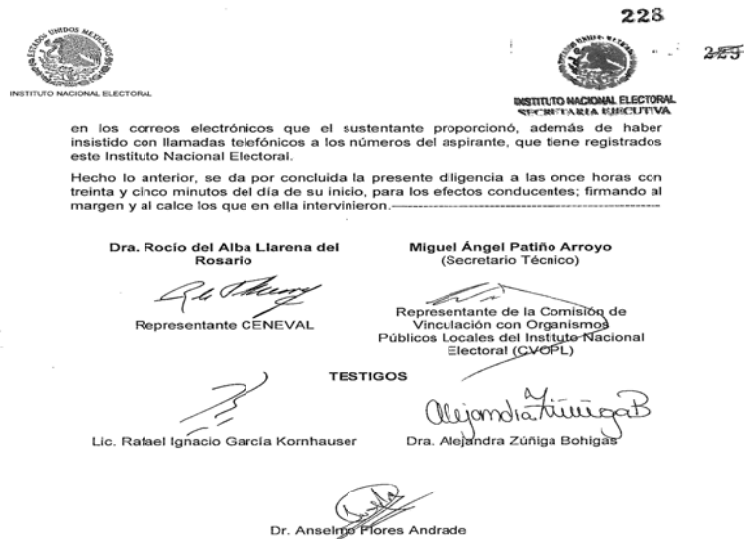 228
229
ESTADOS UNIDOS MEXICANOS
INSTITUTO NACIONAL ELECTORAL
INSTITUTO NACIONAL ELECTORAL
SECRETARIA EJECUTIVA
en los correos electrónicos que el sustentante proporcionó, además de haber
insistido con llamadas telefónicos a los números del aspirante, que tiene registrados
este Instituto Nacional Electoral.
Hecho lo anterior, se da por concluida la presente diligencia a las once horas con
treinta y cinco minutos del día de su inicio, para los efectos conducentes; firmando al
margen y al calce los que en ella intervinieron.
Dra. Rocío del Alba Llarena del
Rosario
Representante CENEVAL
Miguel Ángel Patiño Arroyo
(Secretario Técnico)
Representante de la Comisión de
Vinculación con Organismos
Públicos Locales del Instituto Nacional
Electoral (CVOPL)
TESTIGOS
Lic. Rafael Ignacio García Kornhauser
Alejandra Zúñiga B
Dra. Alejandra Zúñiga Bohigas
Dr. Anselmo Flores Andrade